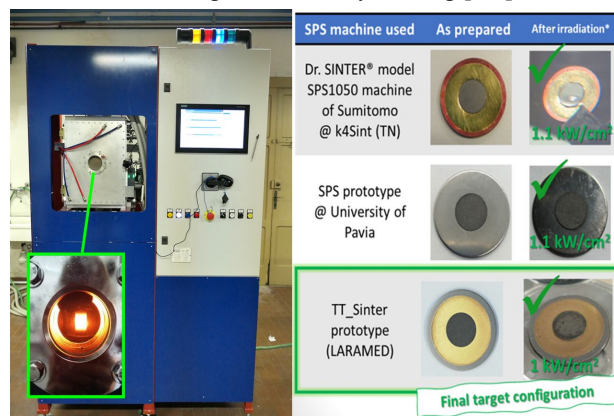 SPS machine used
As prepared
After irradiation*
Dr. SINTER® model
SPS1050 machine
of Sumitomo
@ k4Sint (TN)
1.1 kW/cm²
SPS prototype
@ University of
Pavia
1.1 kW/cm²
TT_Sinter
prototype
(LARAMED)
1 kW/cm²
Final target configuration